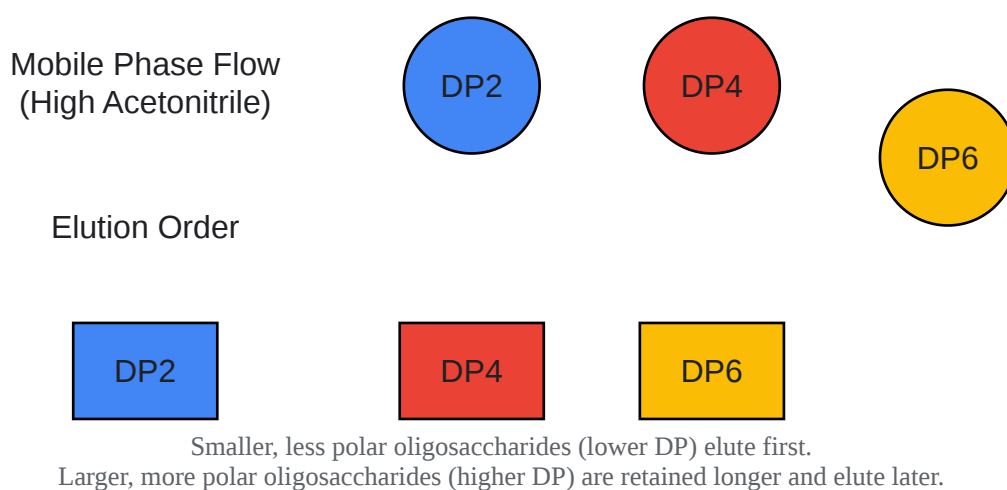 Mobile Phase Flow
(High Acetonitrile)
DP2
DP4
DP6
Elution Order
DP2
DP4
DP6
Smaller, less polar oligosaccharides (lower DP) elute first.
Larger, more polar oligosaccharides (higher DP) are retained longer and elute later.